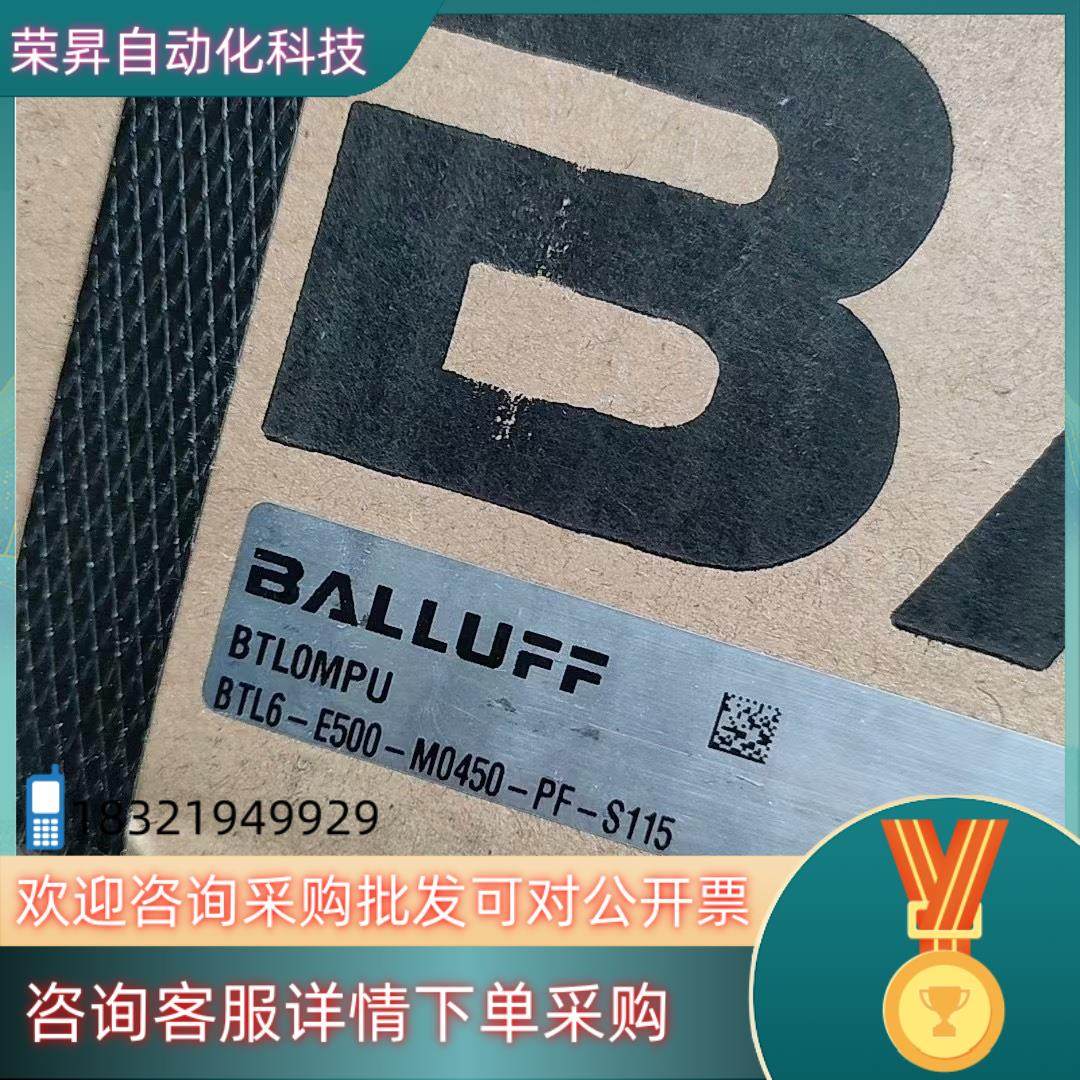 荣昇自动化科技
BALLUFF
BTL0MPU
BTL6-E500-M0450-PF-S115
18321949929
欢迎咨询采购批发可对公开票
咨询客服详情下单采购